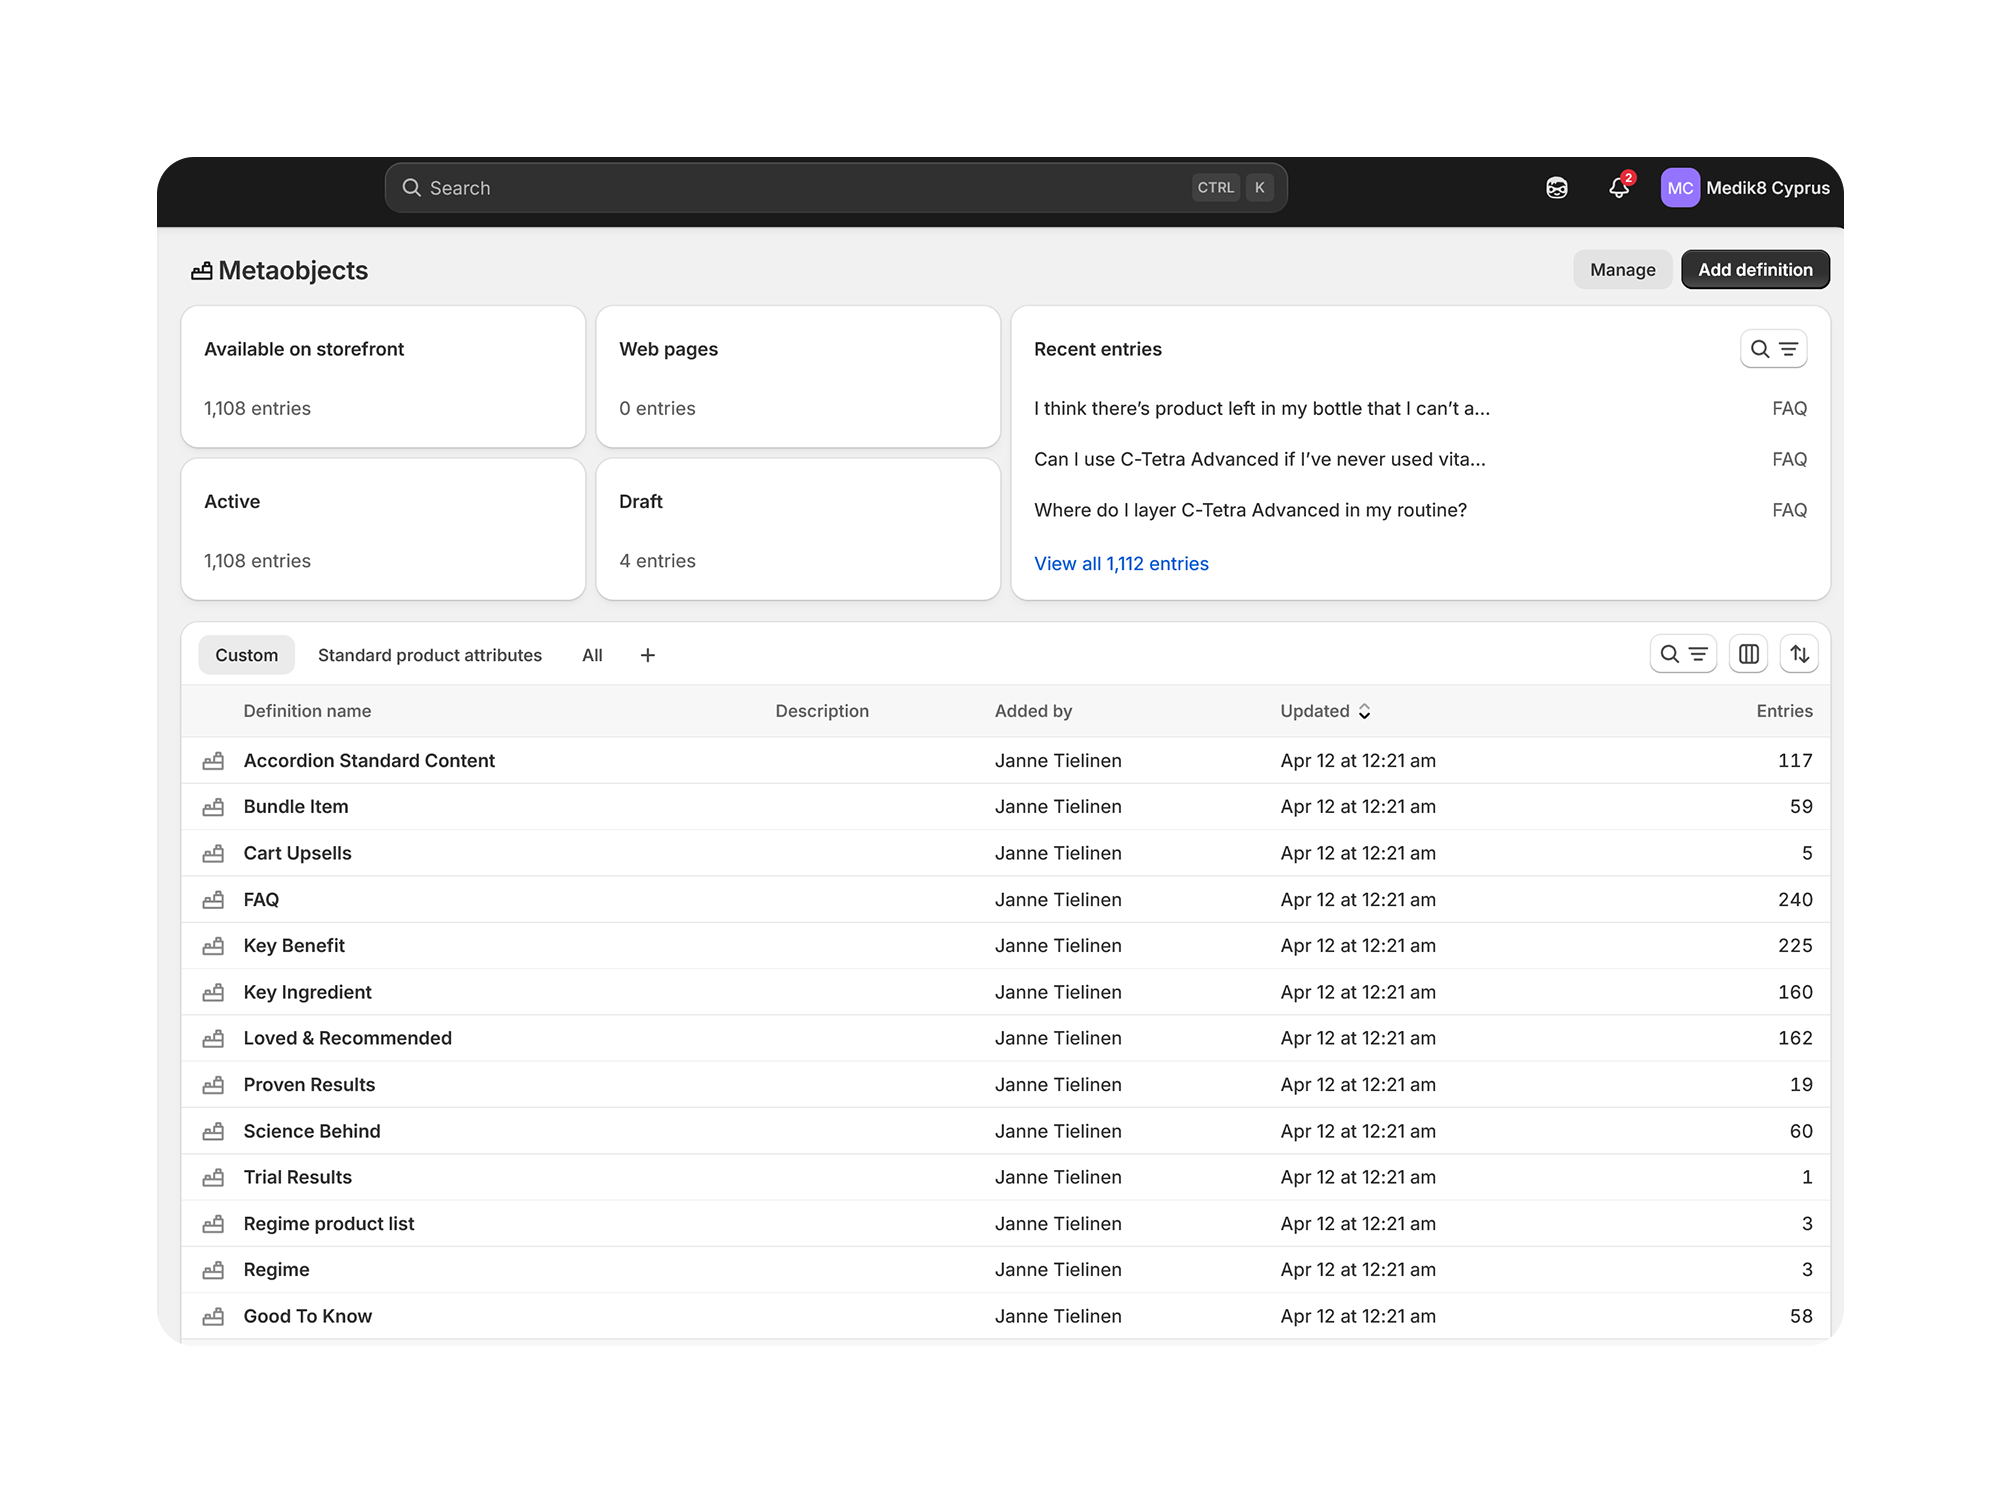 Search CTRL K 2 MC Medik8 Cyprus
Metaobjects Manage Add definition
Available on storefront
1,108 entries
Web pages
0 entries
Active
1,108 entries
Draft
4 entries
Recent entries
I think there’s product left in my bottle that I can’t a... FAQ
Can I use C-Tetra Advanced if I’ve never used vita... FAQ
Where do I layer C-Tetra Advanced in my routine? FAQ
View all 1,112 entries
Custom Standard product attributes All +
Definition name Description Added by Updated Entries
Accordion Standard Content Janne Tielinen Apr 12 at 12:21 am 117
Bundle Item Janne Tielinen Apr 12 at 12:21 am 59
Cart Upsells Janne Tielinen Apr 12 at 12:21 am 5
FAQ Janne Tielinen Apr 12 at 12:21 am 240
Key Benefit Janne Tielinen Apr 12 at 12:21 am 225
Key Ingredient Janne Tielinen Apr 12 at 12:21 am 160
Loved & Recommended Janne Tielinen Apr 12 at 12:21 am 162
Proven Results Janne Tielinen Apr 12 at 12:21 am 19
Science Behind Janne Tielinen Apr 12 at 12:21 am 60
Trial Results Janne Tielinen Apr 12 at 12:21 am 1
Regime product list Janne Tielinen Apr 12 at 12:21 am 3
Regime Janne Tielinen Apr 12 at 12:21 am 3
Good To Know Janne Tielinen Apr 12 at 12:21 am 58